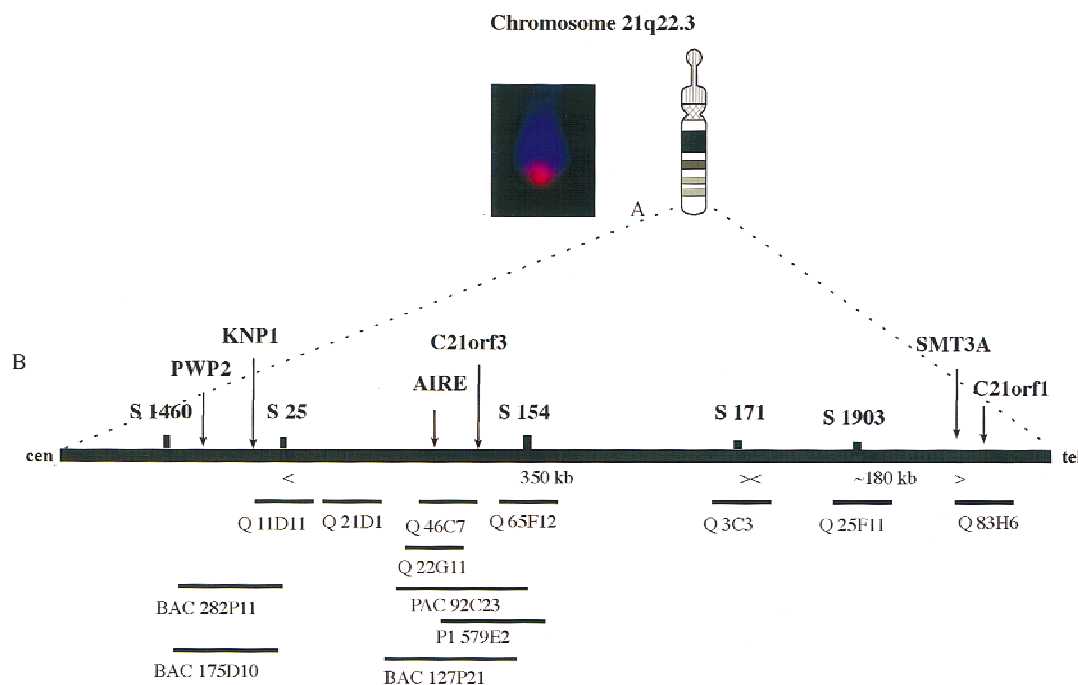 Chromosome 21q22.3
A
B
KNP1
C21orf3
SMT3A
PWP2
AIRE
C21orf1
S 1460
S 25
S 154
S 171
S 1903
cen
tel
<
350 kb
><
~180 kb
>
Q 11D11
Q 21D1
Q 46C7
Q 65F12
Q 3C3
Q 25F11
Q 83H6
Q 22G11
BAC 282P11
PAC 92C23
P1 579E2
BAC 175D10
BAC 127P21